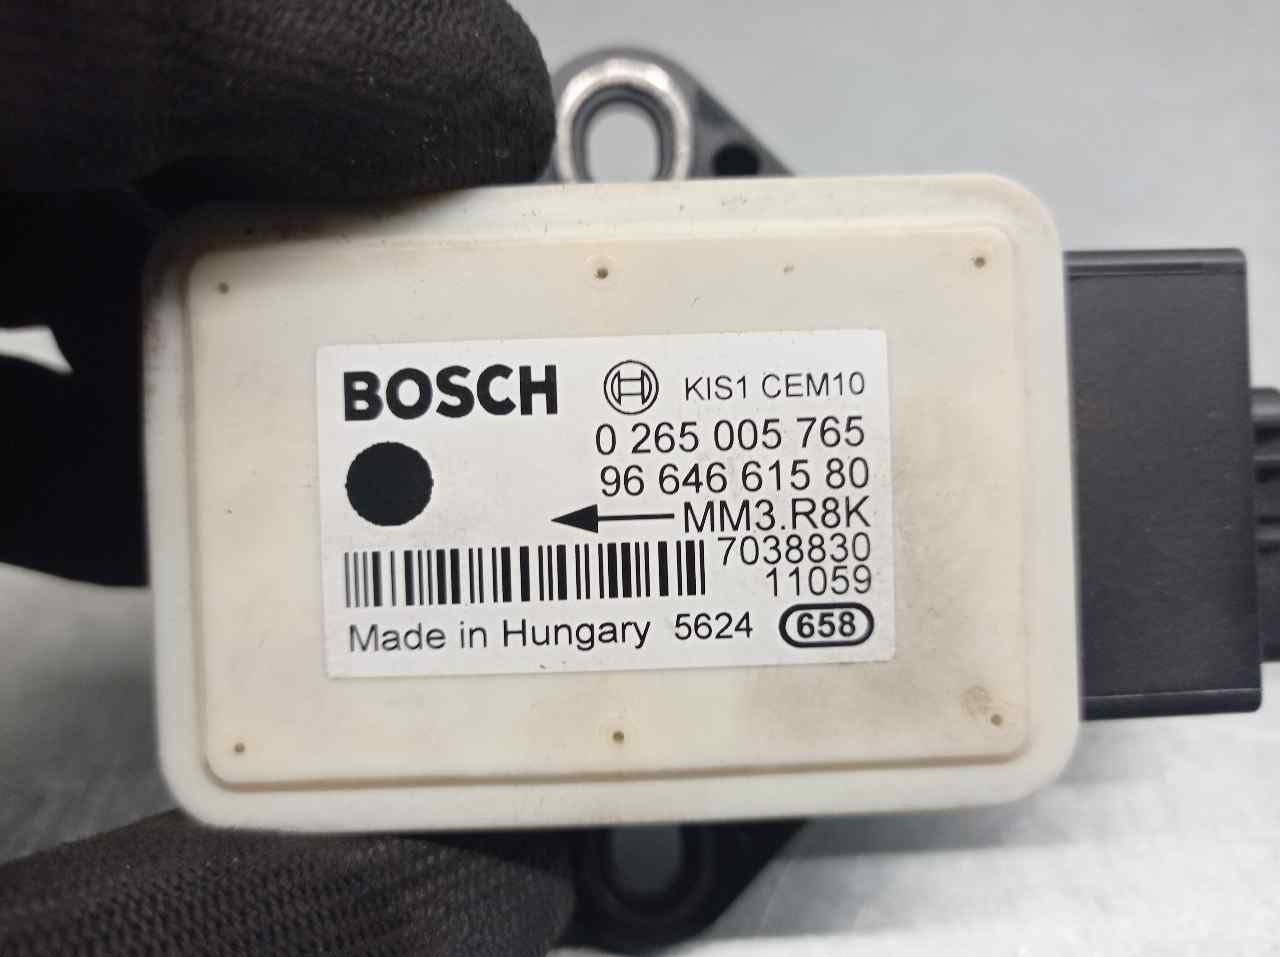 BOSCH KIS1 CEM10
0 265 005 765
96 646 615 80
MM3.R8K
7038830
11059
Made in Hungary 5624 658